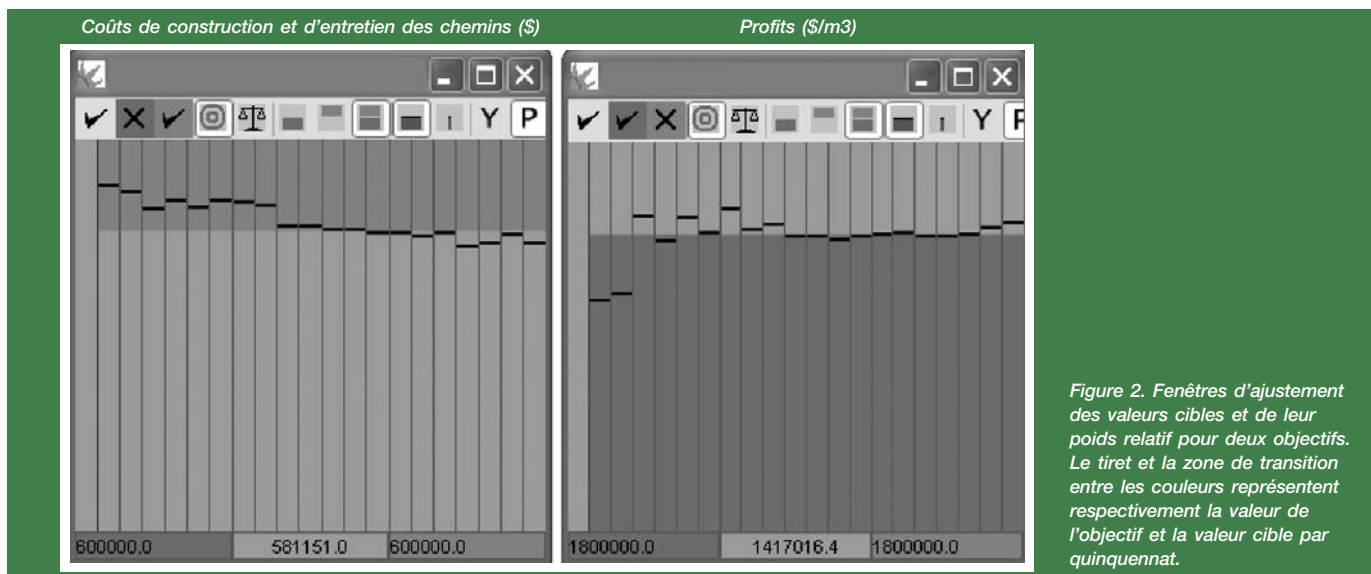 Coûts de construction et d'entretien des chemins ($)
Profits ($/m3)
Y P
Y P
600000.0 581151.0 600000.0
1800000.0 1417016.4 1800000.0
Figure 2. Fenêtres d'ajustement
des valeurs cibles et de leur
poids relatif pour deux objectifs.
Le tiret et la zone de transition
entre les couleurs représentent
respectivement la valeur de
l'objectif et la valeur cible par
quinquennat.